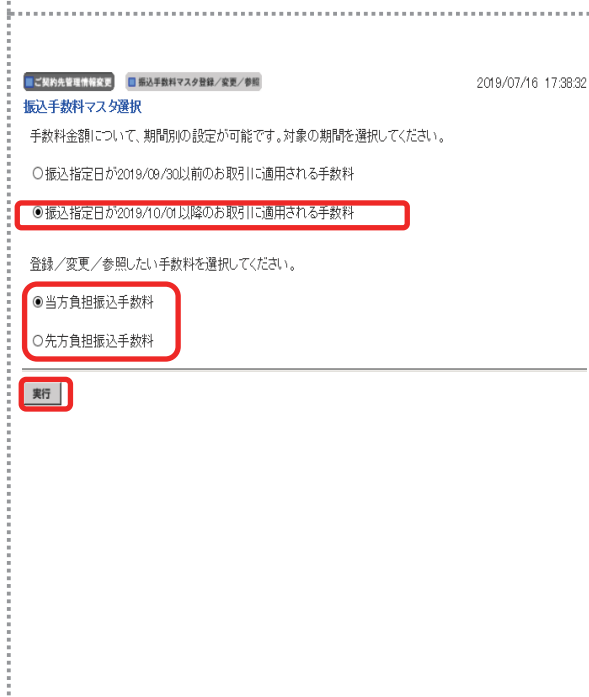 ご契約先管理情報変更 振込手数料マスタ登録／変更／参照 2019/07/16 17:38:32
振込手数料マスタ選択
手数料金額について、期間別の設定が可能です。対象の期間を選択してください。
○振込指定日が2019/09/30以前のお取引に適用される手数料
◉振込指定日が2019/10/01以降のお取引に適用される手数料
登録／変更／参照したい手数料を選択してください。
◉当方負担振込手数料
○先方負担振込手数料
実行